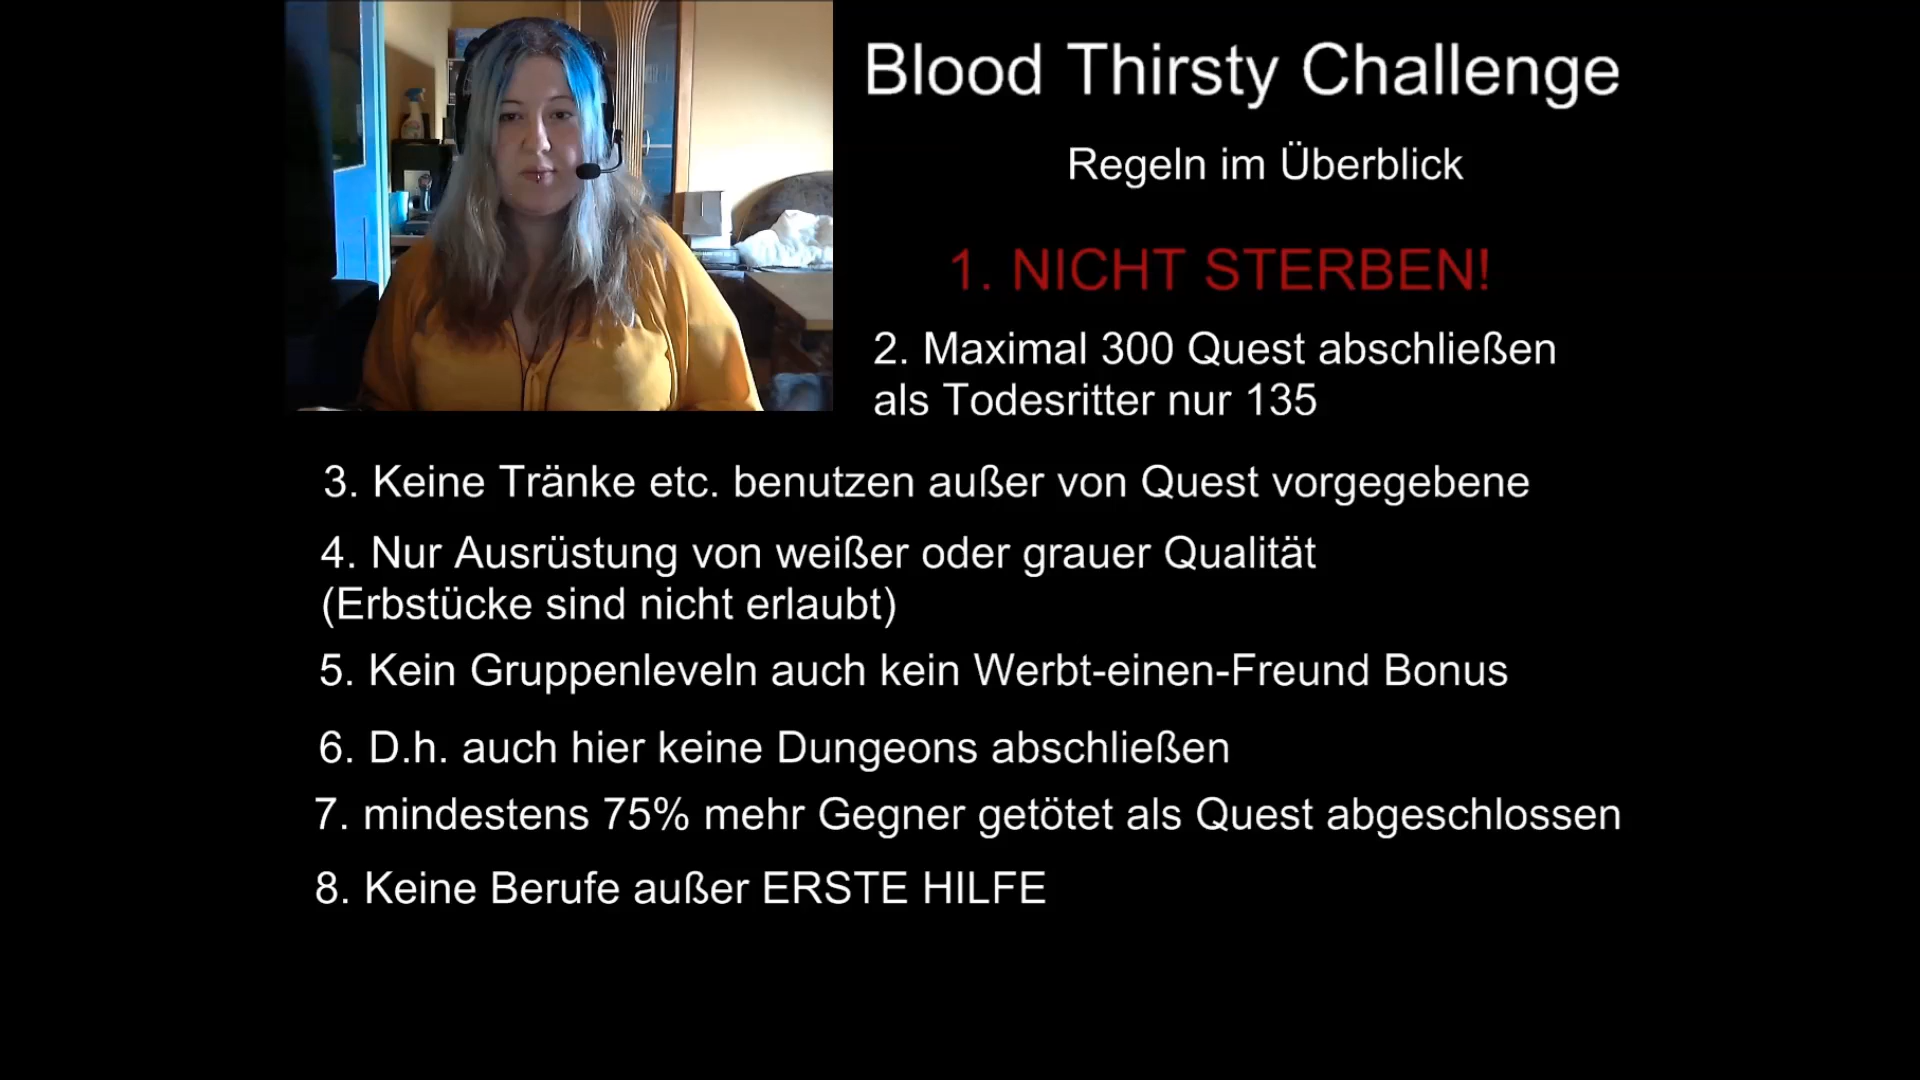 Blood Thirsty Challenge
Regeln im Überblick
1. NICHT STERBEN!
2. Maximal 300 Quest abschließen
als Todesritter nur 135
3. Keine Tränke etc. benutzen außer von Quest vorgegebene
4. Nur Ausrüstung von weißer oder grauer Qualität
(Erbstücke sind nicht erlaubt)
5. Kein Gruppenleveln auch kein Werbt-einen-Freund Bonus
6. D.h. auch hier keine Dungeons abschließen
7. mindestens 75% mehr Gegner getötet als Quest abgeschlossen
8. Keine Berufe außer ERSTE HILFE